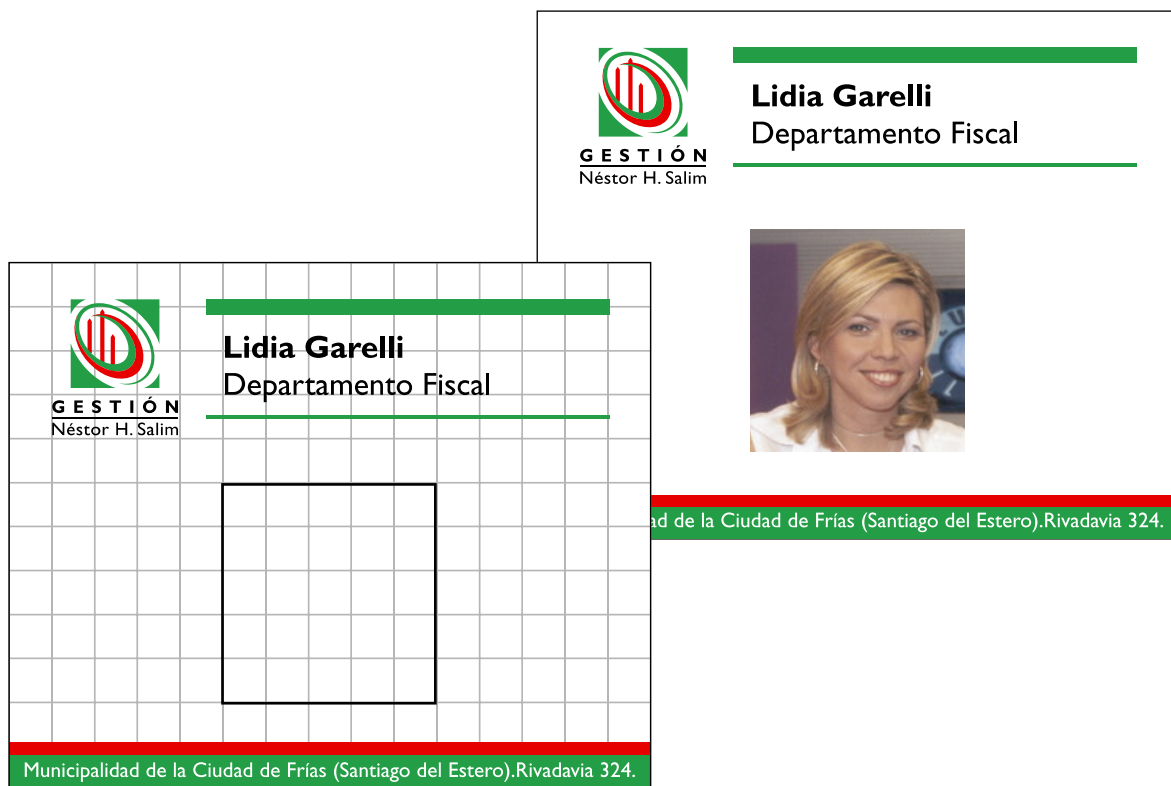 GESTIÓN
Néstor H. Salim
Lidia Garelli
Departamento Fiscal
ad de la Ciudad de Frías (Santiago del Estero).Rivadavia 324.
GESTIÓN
Néstor H. Salim
Lidia Garelli
Departamento Fiscal
Municipalidad de la Ciudad de Frías (Santiago del Estero).Rivadavia 324.